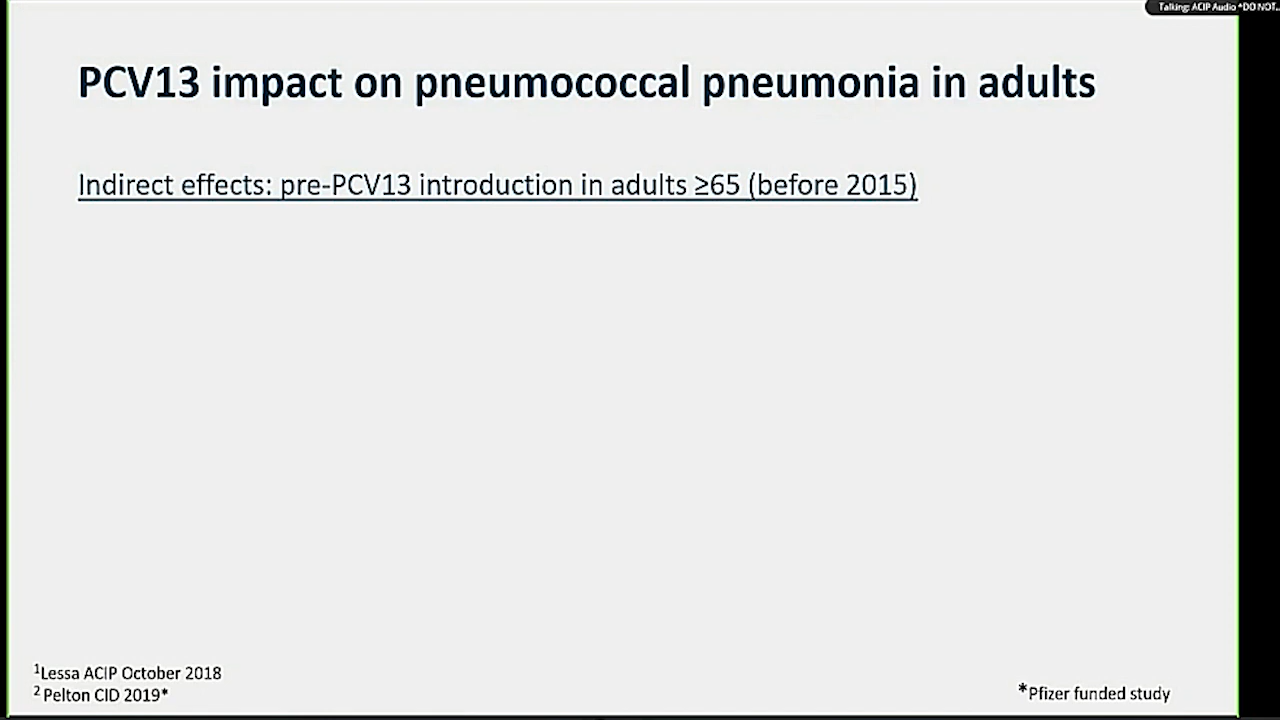 Talking: ACIP Audio *DO NOT...
PCV13 impact on pneumococcal pneumonia in adults
Indirect effects: pre-PCV13 introduction in adults ≥65 (before 2015)
¹Lessa ACIP October 2018
² Pelton CID 2019*
*Pfizer funded study